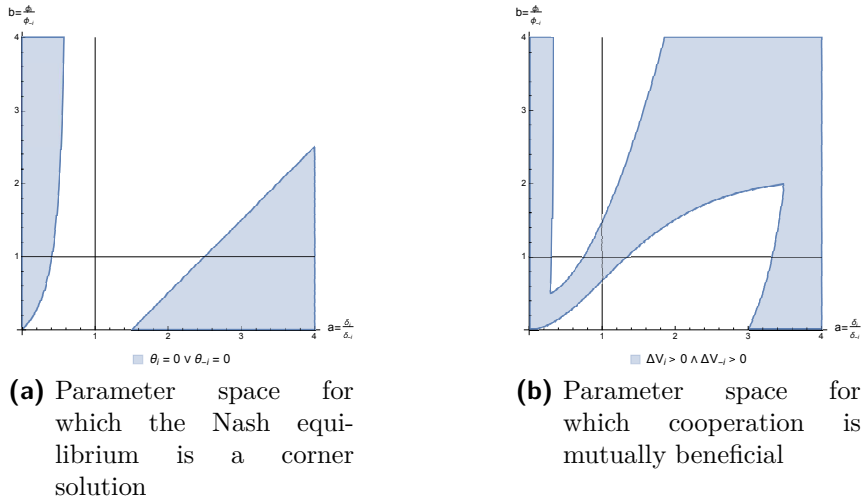 b=ϕᵢ/ϕ₋ᵢ
4
3
2
1
1 2 3 4
a=δᵢ/δ₋ᵢ
θᵢ = 0 ∨ θ₋ᵢ = 0
(a) Parameter space for
which the Nash equi-
librium is a corner
solution
b=ϕᵢ/ϕ₋ᵢ
4
3
2
1
1 2 3 4
a=δᵢ/δ₋ᵢ
ΔVᵢ > 0 ∧ ΔV₋ᵢ > 0
(b) Parameter space for
which cooperation is
mutually beneficial